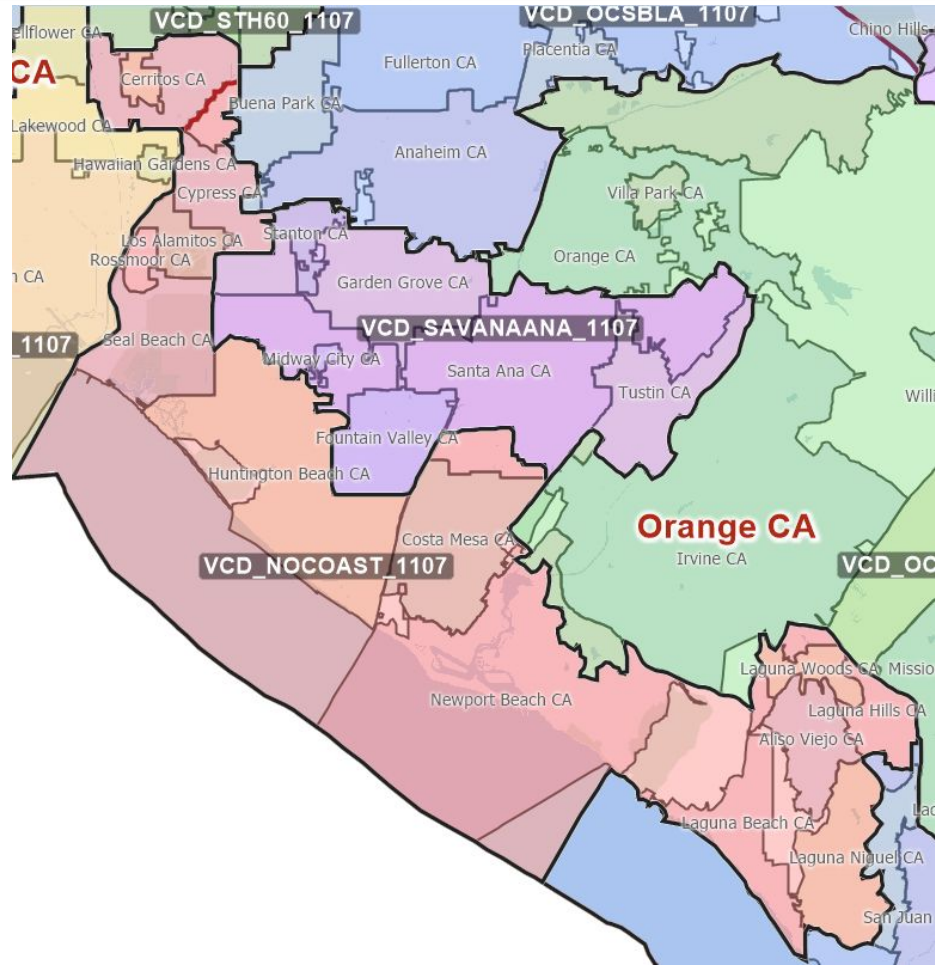 VCD_STH60_1107
VCD_OCSBLA_1107
ellflower CA
Chino Hills
Placentia CA
Fullerton CA
CA
Cerritos CA
Buena Park CA
Lakewood CA
Anaheim CA
Hawaiian Gardens CA
Cypress CA
Villa Park CA
Stanton CA
Los Alamitos CA
Rossmoor CA
Orange CA
n CA
Garden Grove CA
VCD_SAVANAANA_1107
Seal Beach CA
_1107
Midway City CA
Santa Ana CA
Tustin CA
Willi
Fountain Valley CA
Huntington Beach CA
Orange CA
Costa Mesa CA
Irvine CA
VCD_NOCOAST_1107
VCD_OC
Laguna Woods CA
Missio
Newport Beach CA
Laguna Hills CA
Aliso Viejo CA
Lad
Laguna Beach CA
Laguna Niguel CA
San Juan